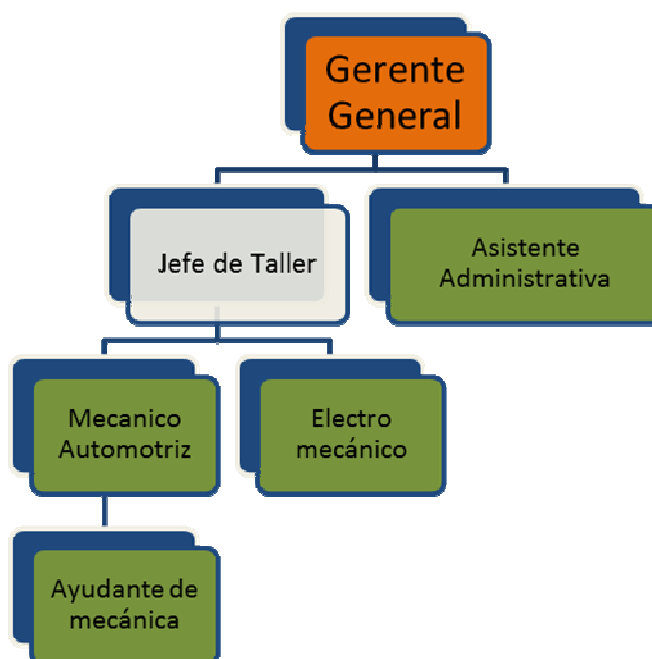 Gerente
General
Jefe de Taller
Asistente
Administrativa
Mecanico
Automotriz
Electro
mecánico
Ayudante de
mecánica